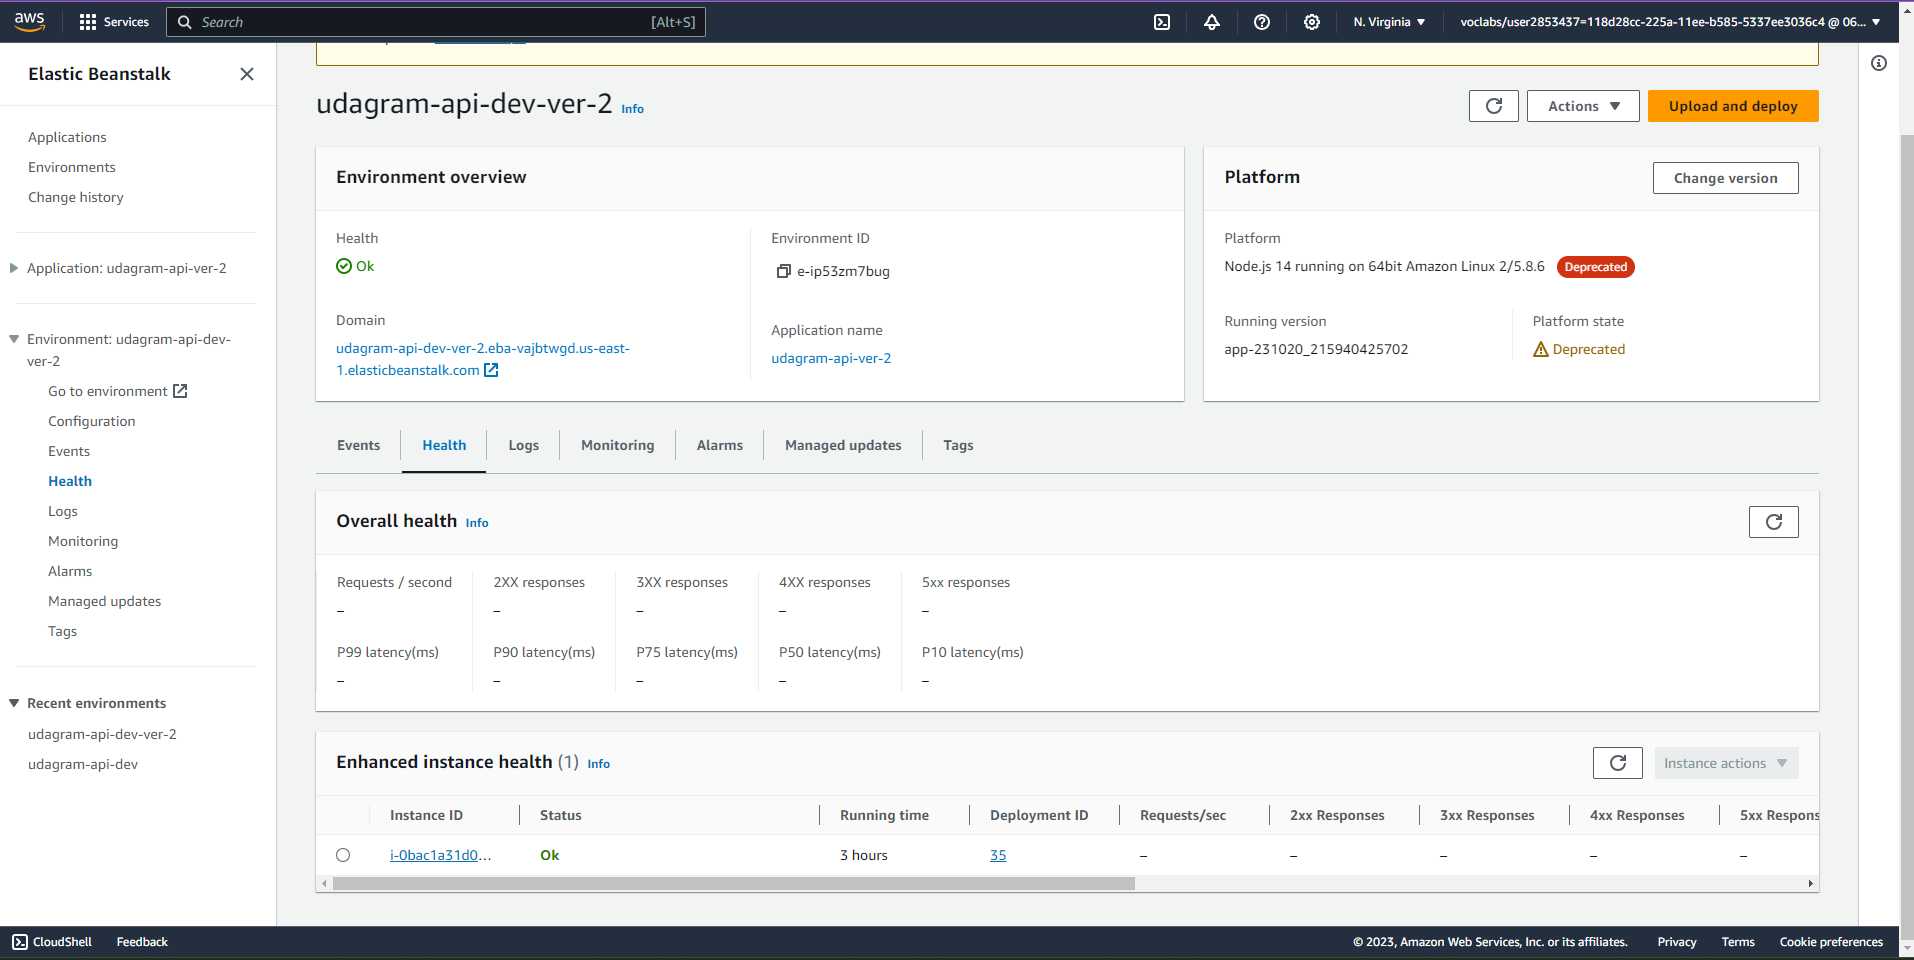 aws
Services
Search
[Alt+S]
N. Virginia
voclabs/user2853437=118d28cc-225a-11ee-b585-5337ee3036c4 @ 06...
Elastic Beanstalk
Applications
Environments
Change history
Application: udagram-api-ver-2
Environment: udagram-api-dev-
ver-2
Go to environment
Configuration
Events
Health
Logs
Monitoring
Alarms
Managed updates
Tags
Recent environments
udagram-api-dev-ver-2
udagram-api-dev
udagram-api-dev-ver-2 Info
Actions
Upload and deploy
Environment overview
Health
Ok
Domain
udagram-api-dev-ver-2.eba-vajbtwgd.us-east-
1.elasticbeanstalk.com
Environment ID
e-ip53zm7bug
Application name
udagram-api-ver-2
Platform
Change version
Platform
Node.js 14 running on 64bit Amazon Linux 2/5.8.6 Deprecated
Running version
app-231020_215940425702
Platform state
Deprecated
Events Health Logs Monitoring Alarms Managed updates Tags
Overall health Info
Requests / second 2XX responses 3XX responses 4XX responses 5xx responses
– – – – –
P99 latency(ms) P90 latency(ms) P75 latency(ms) P50 latency(ms) P10 latency(ms)
– – – – –
Enhanced instance health (1) Info
Instance actions
Instance ID Status Running time Deployment ID Requests/sec 2xx Responses 3xx Responses 4xx Responses 5xx Respons
i-0bac1a31d0... Ok 3 hours 35 – – – – –
CloudShell Feedback
© 2023, Amazon Web Services, Inc. or its affiliates. Privacy Terms Cookie preferences